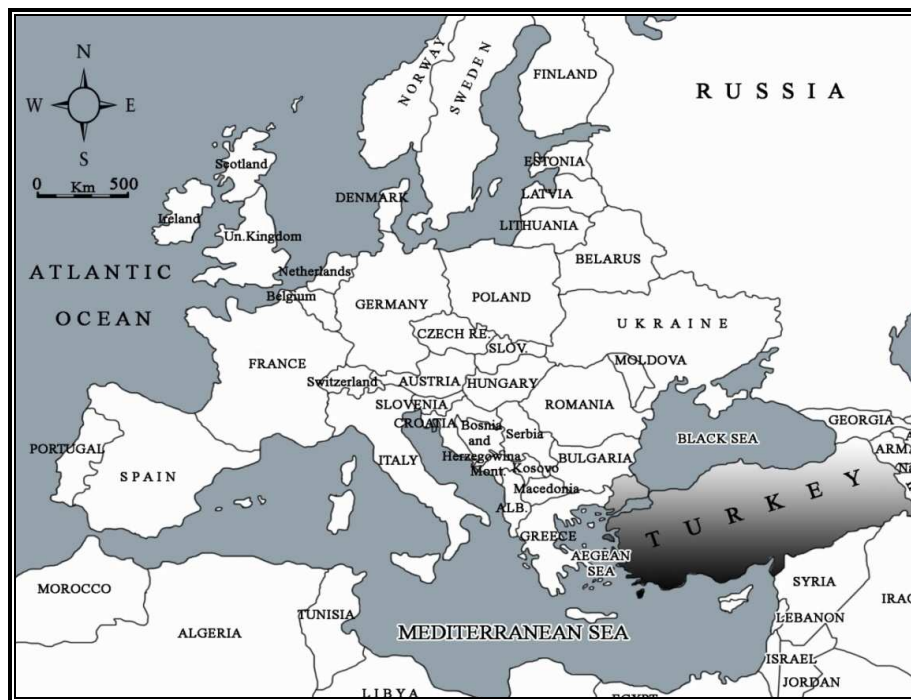 N
W E
S
0 Km 500
NORWAY
SWEDEN
FINLAND
RUSSIA
Scotland
ESTONIA
DENMARK
LATVIA
Ireland
LITHUANIA
Un.Kingdom
BELARUS
ATLANTIC
OCEAN
Netherlands
Belgium
GERMANY
POLAND
UKRAINE
CZECH RE.
SLOV.
MOLDOVA
FRANCE
Switzerland
AUSTRIA
HUNGARY
SLOVENIA
ROMANIA
CROATIA
Bosnia
and
Herzegowina
Serbia
GEORGIA
BLACK SEA
PORTUGAL
SPAIN
ITALY
Mont.
Kosovo
BULGARIA
ARMA
Macedonia
ALB.
TURKEY
GREECE
AEGEAN
SEA
MOROCCO
SYRIA
IRAQ
TUNISIA
LEBANON
ALGERIA
MEDITERRANEAN SEA
ISRAEL
JORDAN
LIBYA
EGYPT